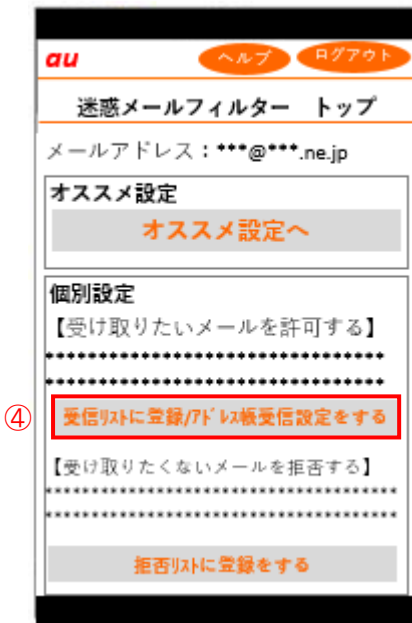 au ヘルプ ログアウト
迷惑メールフィルター トップ
メールアドレス：***@***.ne.jp
オススメ設定
オススメ設定へ
個別設定
【受け取りたいメールを許可する】
********************************
********************************
④ 受信リストに登録/アドレス帳受信設定をする
【受け取りたくないメールを拒否する】
**************************************
**************************************
拒否リストに登録をする